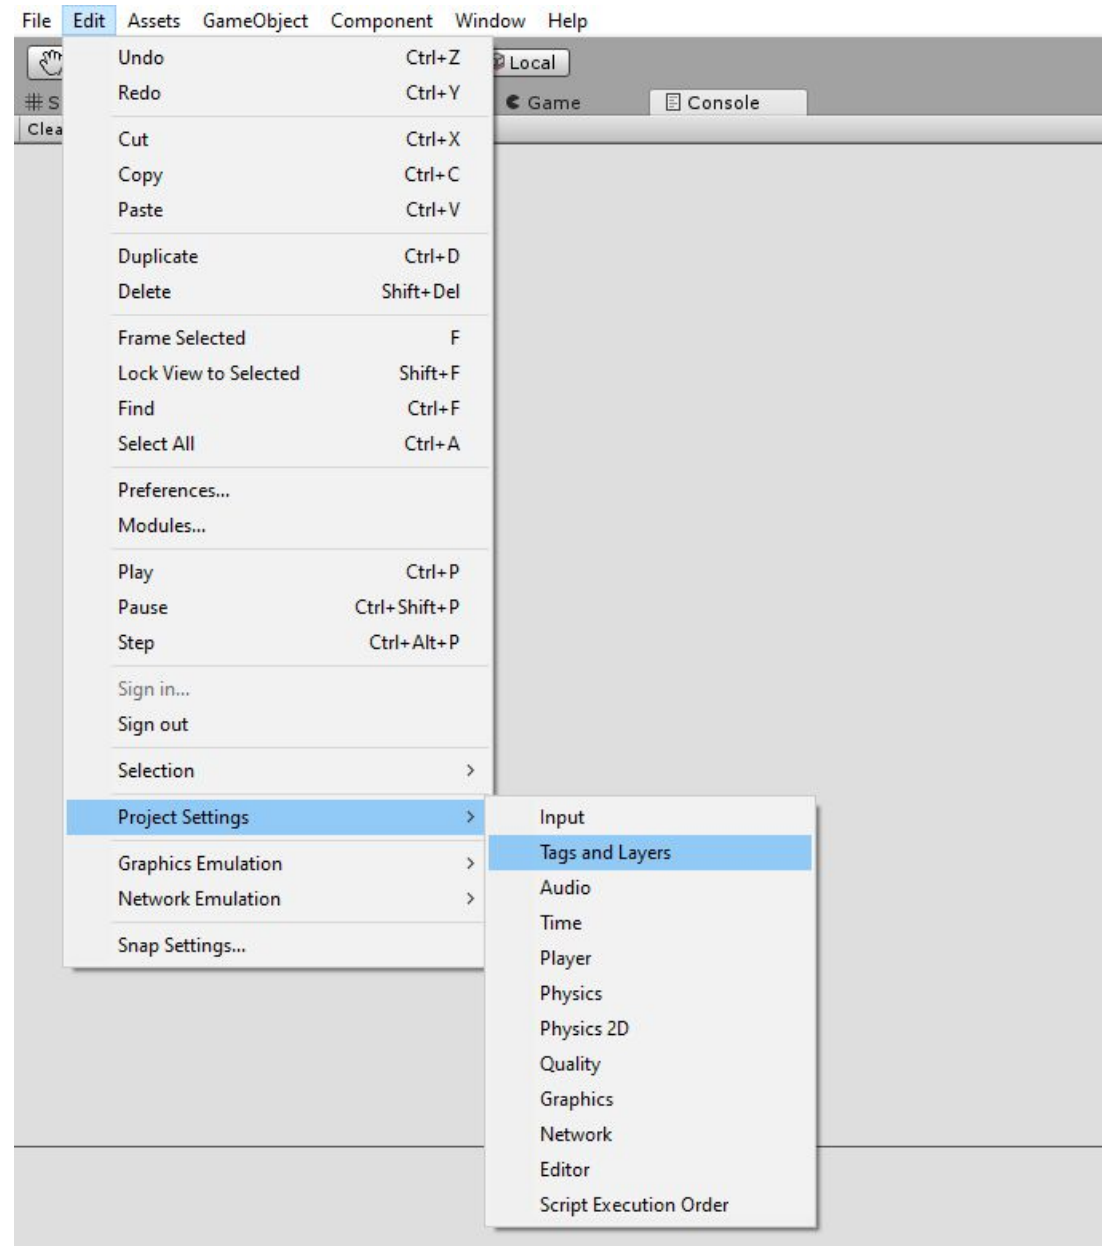 File Edit Assets GameObject Component Window Help
Local
# S
Game
Console
Clea
Undo Ctrl+Z
Redo Ctrl+Y
Cut Ctrl+X
Copy Ctrl+C
Paste Ctrl+V
Duplicate Ctrl+D
Delete Shift+Del
Frame Selected F
Lock View to Selected Shift+F
Find Ctrl+F
Select All Ctrl+A
Preferences...
Modules...
Play Ctrl+P
Pause Ctrl+Shift+P
Step Ctrl+Alt+P
Sign in...
Sign out
Selection >
Project Settings >
Graphics Emulation >
Network Emulation >
Snap Settings...
Input
Tags and Layers
Audio
Time
Player
Physics
Physics 2D
Quality
Graphics
Network
Editor
Script Execution Order